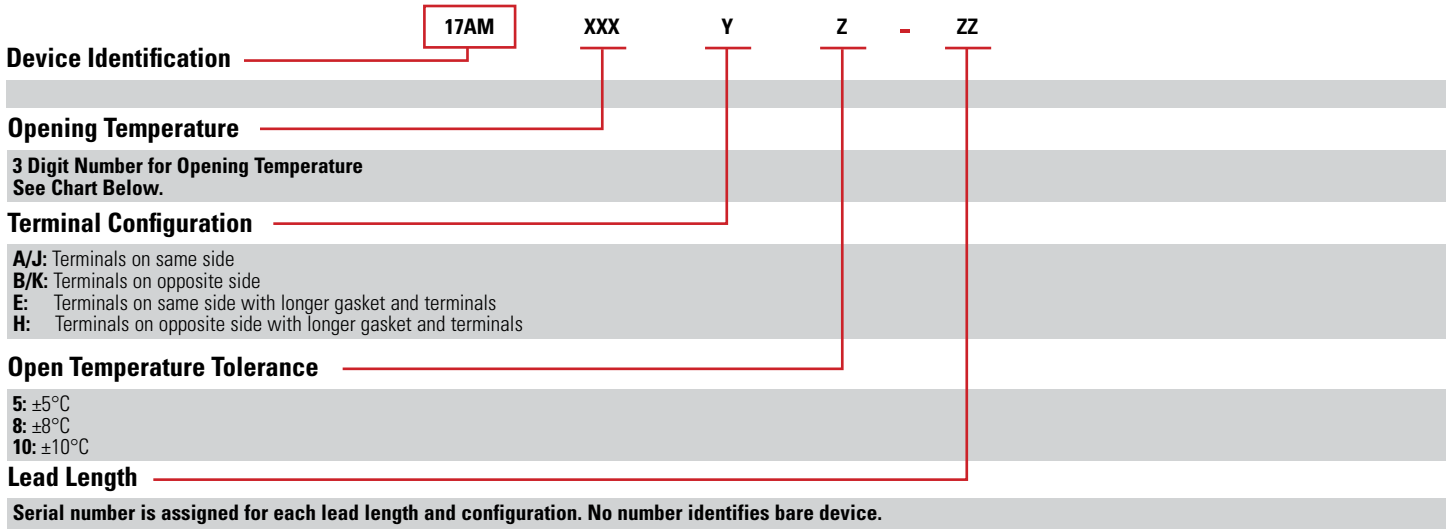 17AM XXX Y Z - ZZ
Device Identification
Opening Temperature
3 Digit Number for Opening Temperature
See Chart Below.
Terminal Configuration
A/J: Terminals on same side
B/K: Terminals on opposite side
E: Terminals on same side with longer gasket and terminals
H: Terminals on opposite side with longer gasket and terminals
Open Temperature Tolerance
5: ±5°C
8: ±8°C
10: ±10°C
Lead Length
Serial number is assigned for each lead length and configuration. No number identifies bare device.